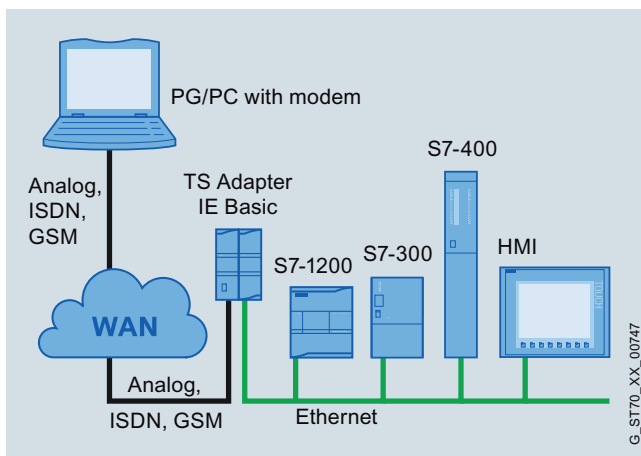 PG/PC with modem
S7-400
Analog,
ISDN,
GSM
TS Adapter
IE Basic
S7-1200
S7-300
HMI
TOUCH
WAN
Analog,
ISDN, GSM
Ethernet
G_ST70_XX_00747